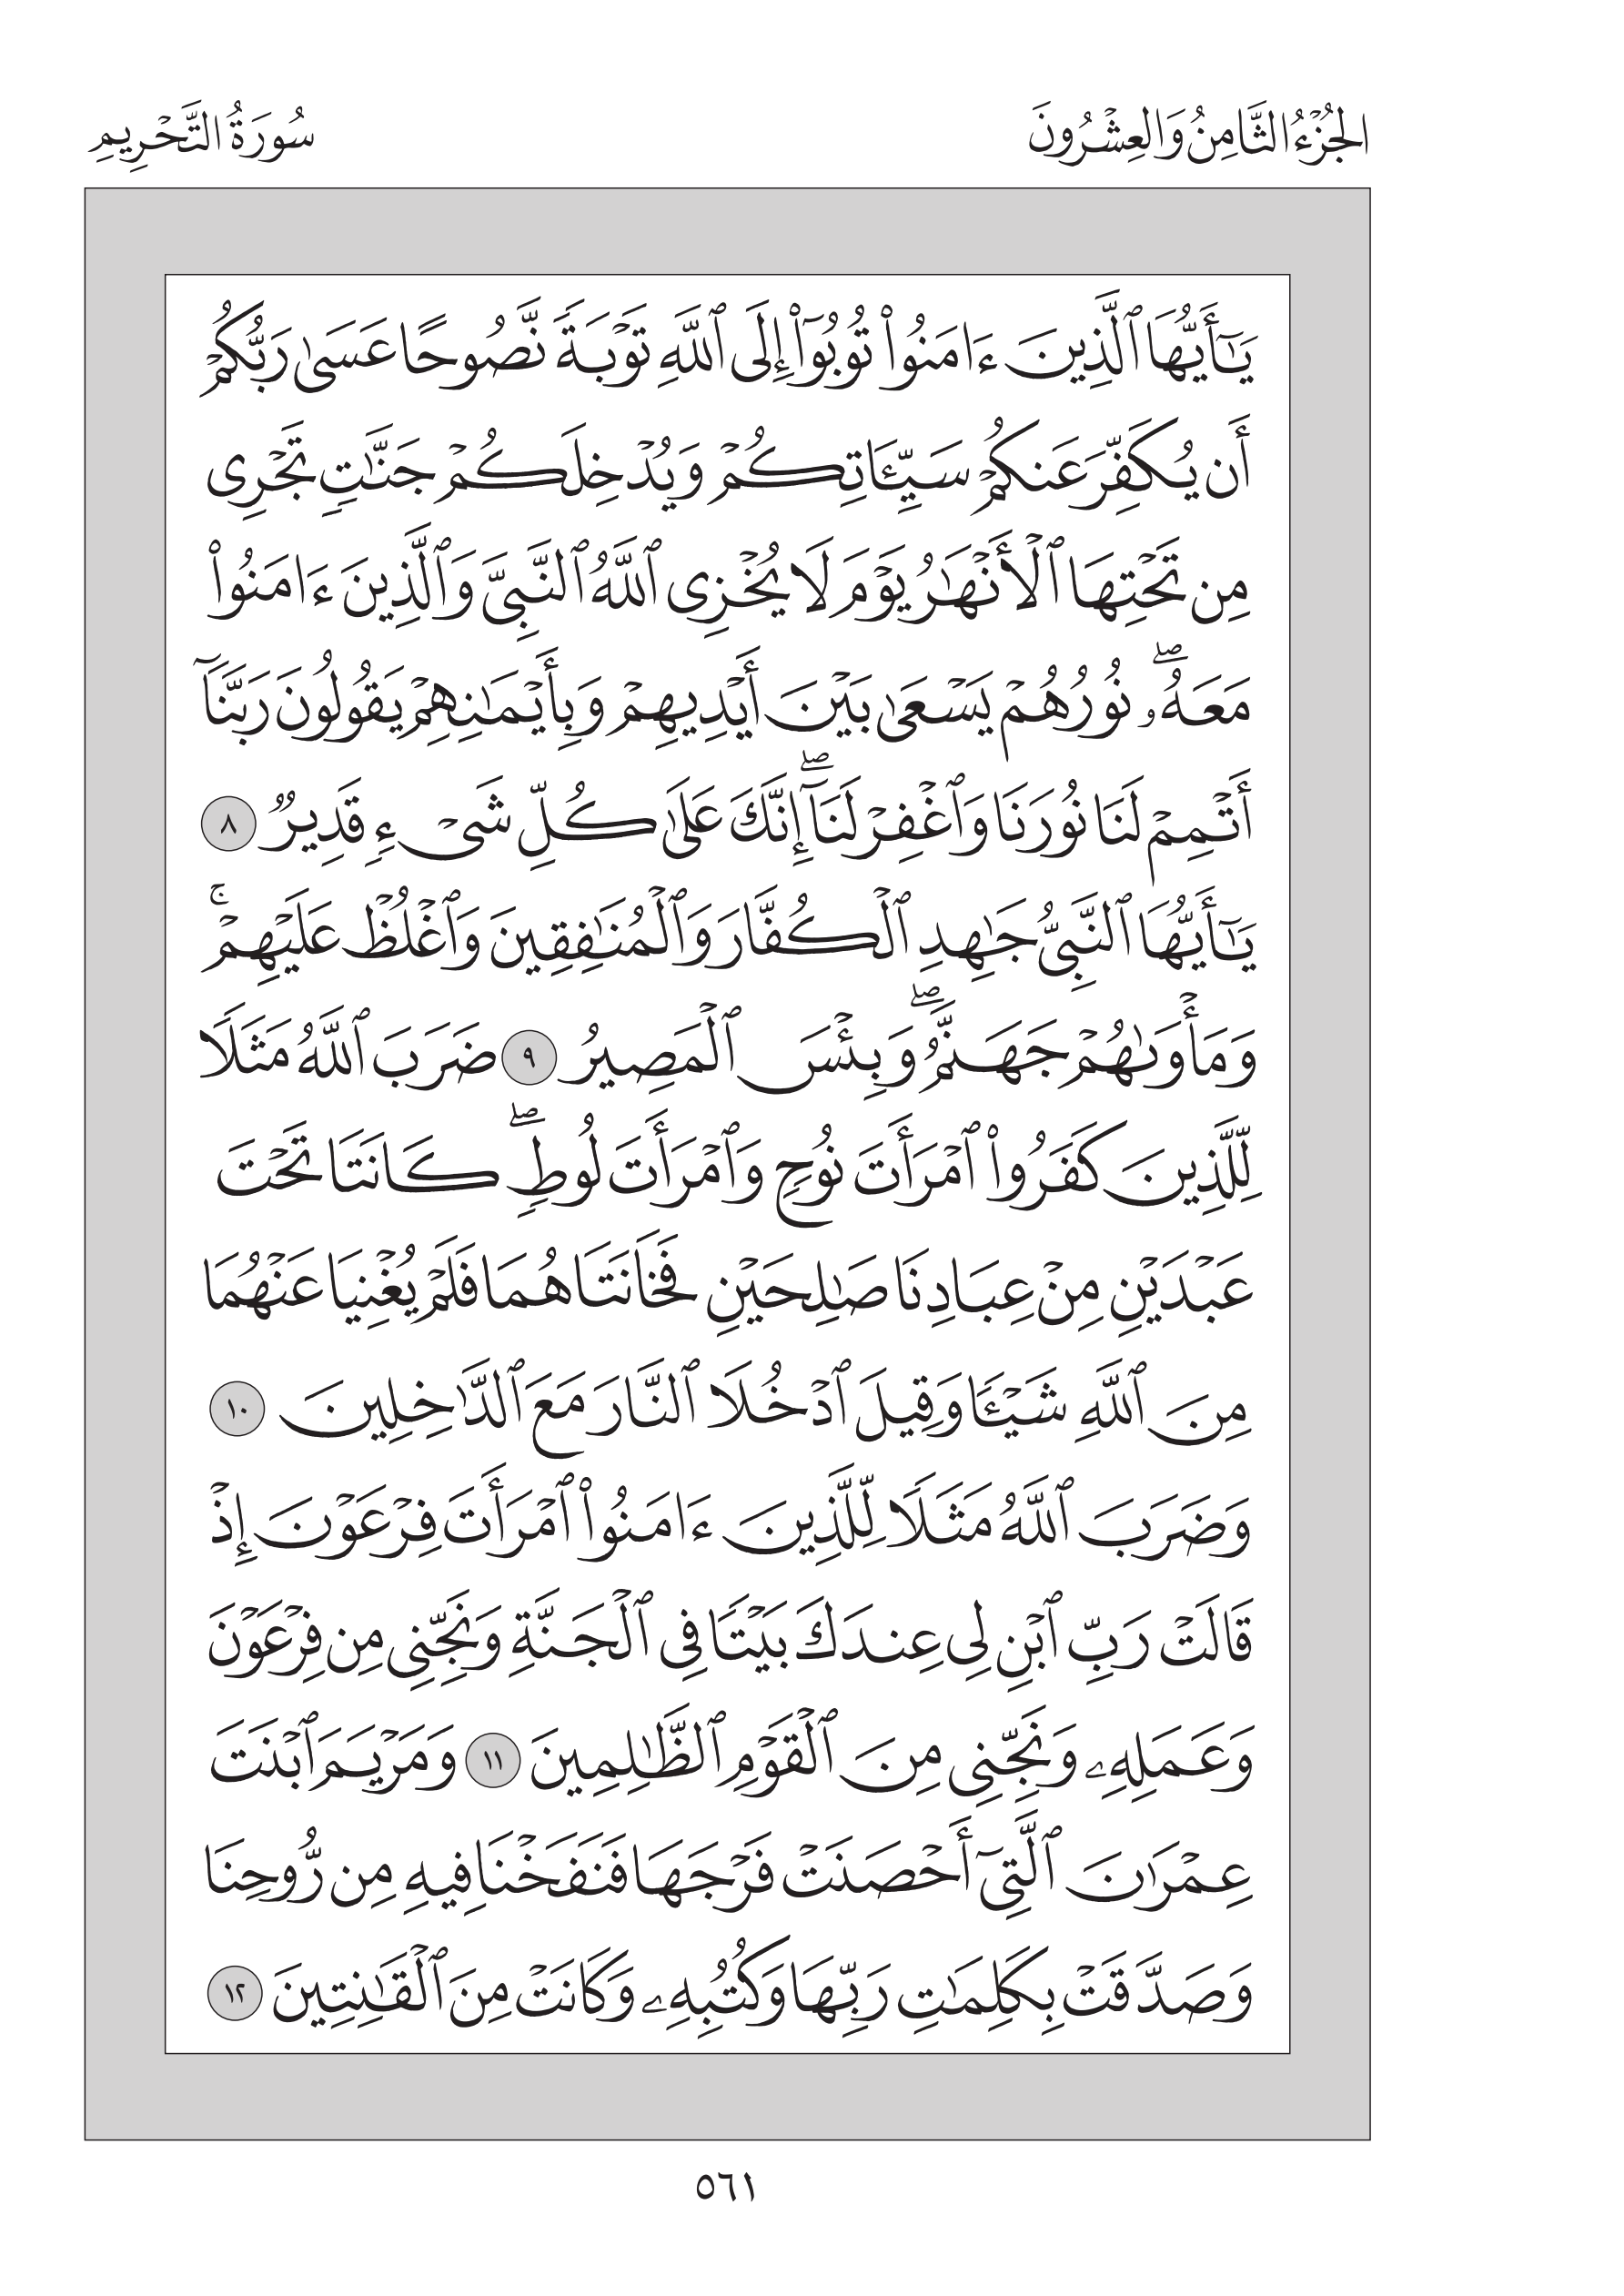 الجُزْءُ الثَّامِنُ وَالعِشْرُونَ
سُورَةُ التَّحْرِيمِ
يَٰٓأَيُّهَا ٱلَّذِينَ ءَامَنُوا۟ تُوبُوٓا۟ إِلَى ٱللَّهِ تَوْبَةً نَّصُوحًا عَسَىٰ رَبُّكُمْ
أَن يُكَفِّرَ عَنكُمْ سَيِّـَٔاتِكُمْ وَيُدْخِلَكُمْ جَنَّٰتٍ تَجْرِى
مِن تَحْتِهَا ٱلْأَنْهَٰرُ يَوْمَ لَا يُخْزِى ٱللَّهُ ٱلنَّبِىَّ وَٱلَّذِينَ ءَامَنُوا۟
مَعَهُۥ ۖ نُورُهُمْ يَسْعَىٰ بَيْنَ أَيْدِيهِمْ وَبِأَيْمَٰنِهِمْ يَقُولُونَ رَبَّنَآ
أَتْمِمْ لَنَا نُورَنَا وَٱغْفِرْ لَنَآ ۖ إِنَّكَ عَلَىٰ كُلِّ شَىْءٍ قَدِيرٌ ٨
يَٰٓأَيُّهَا ٱلنَّبِىُّ جَٰهِدِ ٱلْكُفَّارَ وَٱلْمُنَٰفِقِينَ وَٱغْلُظْ عَلَيْهِمْ ۚ
وَمَأْوَىٰهُمْ جَهَنَّمُ ۖ وَبِئْسَ ٱلْمَصِيرُ ٩ ضَرَبَ ٱللَّهُ مَثَلًا
لِّلَّذِينَ كَفَرُوا۟ ٱمْرَأَتَ نُوحٍ وَٱمْرَأَتَ لُوطٍ ۖ كَانَتَا تَحْتَ
عَبْدَيْنِ مِنْ عِبَادِنَا صَٰلِحَيْنِ فَخَانَتَاهُمَا فَلَمْ يُغْنِيَا عَنْهُمَا
مِنَ ٱللَّهِ شَيْـًٔا وَقِيلَ ٱدْخُلَا ٱلنَّارَ مَعَ ٱلدَّٰخِلِينَ ١٠
وَضَرَبَ ٱللَّهُ مَثَلًا لِّلَّذِينَ ءَامَنُوا۟ ٱمْرَأَتَ فِرْعَوْنَ إِذْ
قَالَتْ رَبِّ ٱبْنِ لِى عِندَكَ بَيْتًا فِى ٱلْجَنَّةِ وَنَجِّنِى مِن فِرْعَوْنَ
وَعَمَلِهِۦ وَنَجِّنِى مِنَ ٱلْقَوْمِ ٱلظَّٰلِمِينَ ١١ وَمَرْيَمَ ٱبْنَتَ
عِمْرَٰنَ ٱلَّتِىٓ أَحْصَنَتْ فَرْجَهَا فَنَفَخْنَا فِيهِ مِن رُّوحِنَا
وَصَدَّقَتْ بِكَلِمَٰتِ رَبِّهَا وَكُتُبِهِۦ وَكَانَتْ مِنَ ٱلْقَٰنِتِينَ ١٢
٥٦١